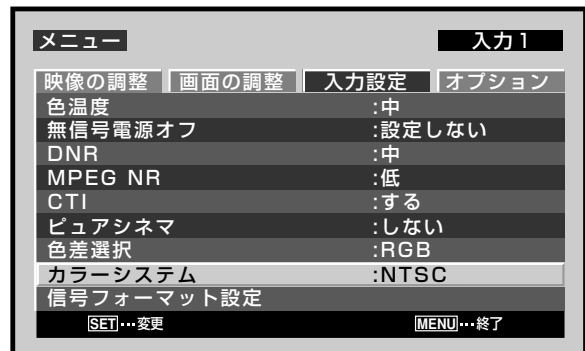 メニュー 入力1
映像の調整 画面の調整 入力設定 オプション
色温度 :中
無信号電源オフ :設定しない
DNR :中
MPEG NR :低
CTI :する
ピュアシネマ :しない
色差選択 :RGB
カラーシステム :NTSC
信号フォーマット設定
SET…変更 MENU…終了